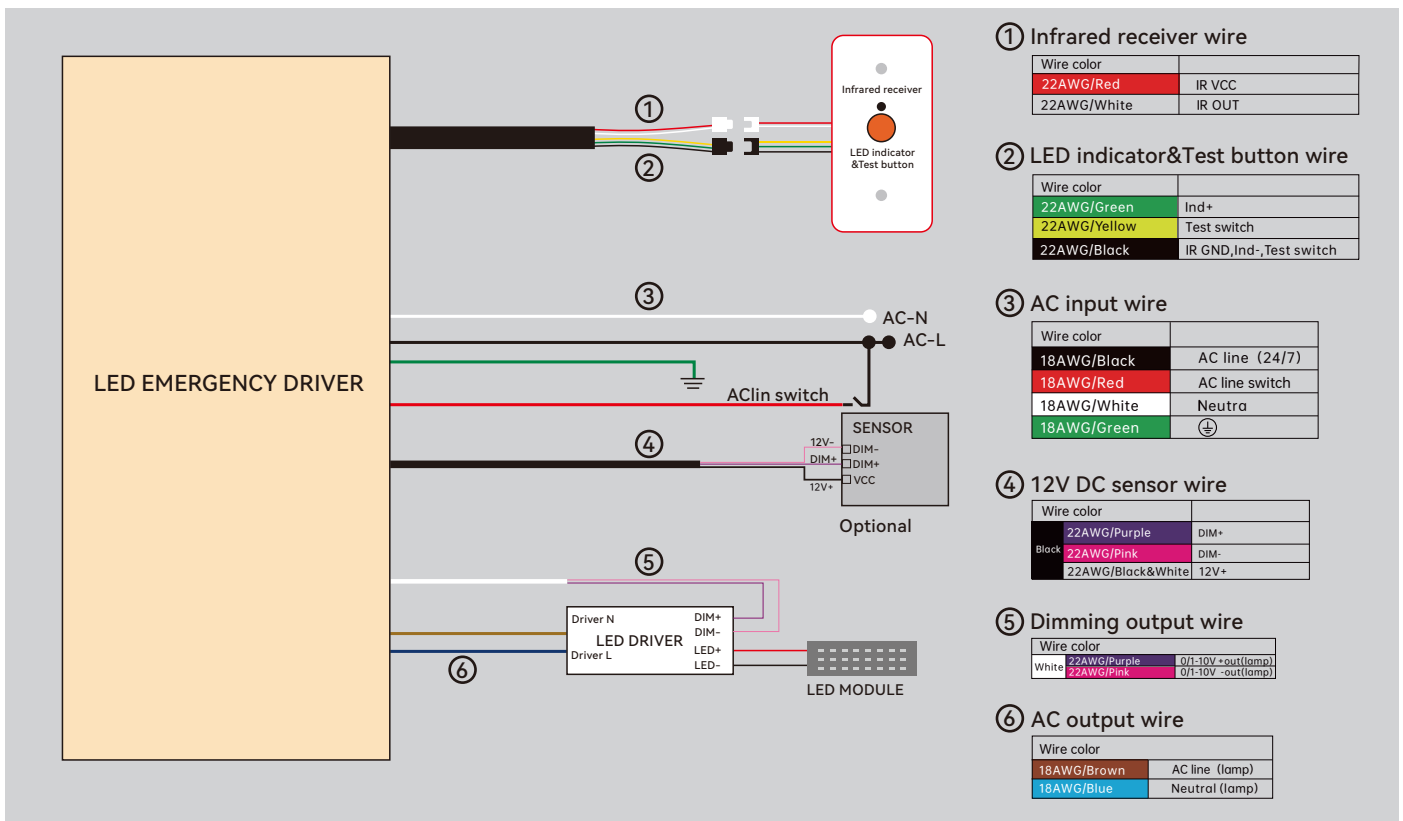 LED EMERGENCY DRIVER
①
②
Infrared receiver
LED indicator
&Test button
③
AC-N
AC-L
AClin switch
④
12V-
DIM+
12V+
SENSOR
DIM-
DIM+
VCC
Optional
⑤
Driver N
LED DRIVER
Driver L
DIM+
DIM-
LED+
LED-
⑥
LED MODULE
① Infrared receiver wire
Wire color
22AWG/Red IR VCC
22AWG/White IR OUT
② LED indicator&Test button wire
Wire color
22AWG/Green Ind+
22AWG/Yellow Test switch
22AWG/Black IR GND,Ind-,Test switch
③ AC input wire
Wire color
18AWG/Black AC line (24/7)
18AWG/Red AC line switch
18AWG/White Neutra
18AWG/Green
④ 12V DC sensor wire
Wire color
Black
22AWG/Purple DIM+
22AWG/Pink DIM-
22AWG/Black&White 12V+
⑤ Dimming output wire
Wire color
White
22AWG/Purple 0/1-10V +out(lamp)
22AWG/Pink 0/1-10V -out(lamp)
⑥ AC output wire
Wire color
18AWG/Brown AC line (lamp)
18AWG/Blue Neutral (lamp)